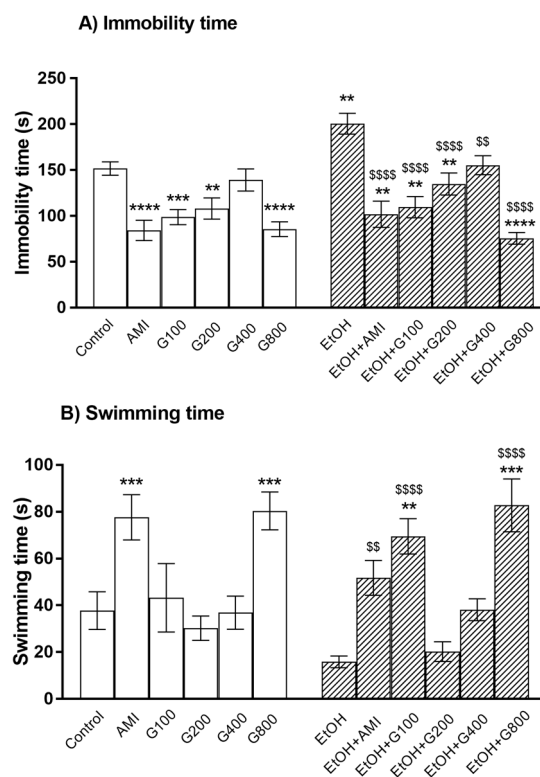 A) Immobility time
Immobility time (s)
250
200
150
100
50
0
**
**** *** ** ****
$$$$ $$$$ $$$$ $$ $$$$
** ** ** ****
Control AMI G100 G200 G400 G800 EtOH EtOH+AMI EtOH+G100 EtOH+G200 EtOH+G400 EtOH+G800
B) Swimming time
Swimming time (s)
100
80
60
40
20
0
*** ***
$$ $$$$ $$$$
** ***
Control AMI G100 G200 G400 G800 EtOH EtOH+AMI EtOH+G100 EtOH+G200 EtOH+G400 EtOH+G800